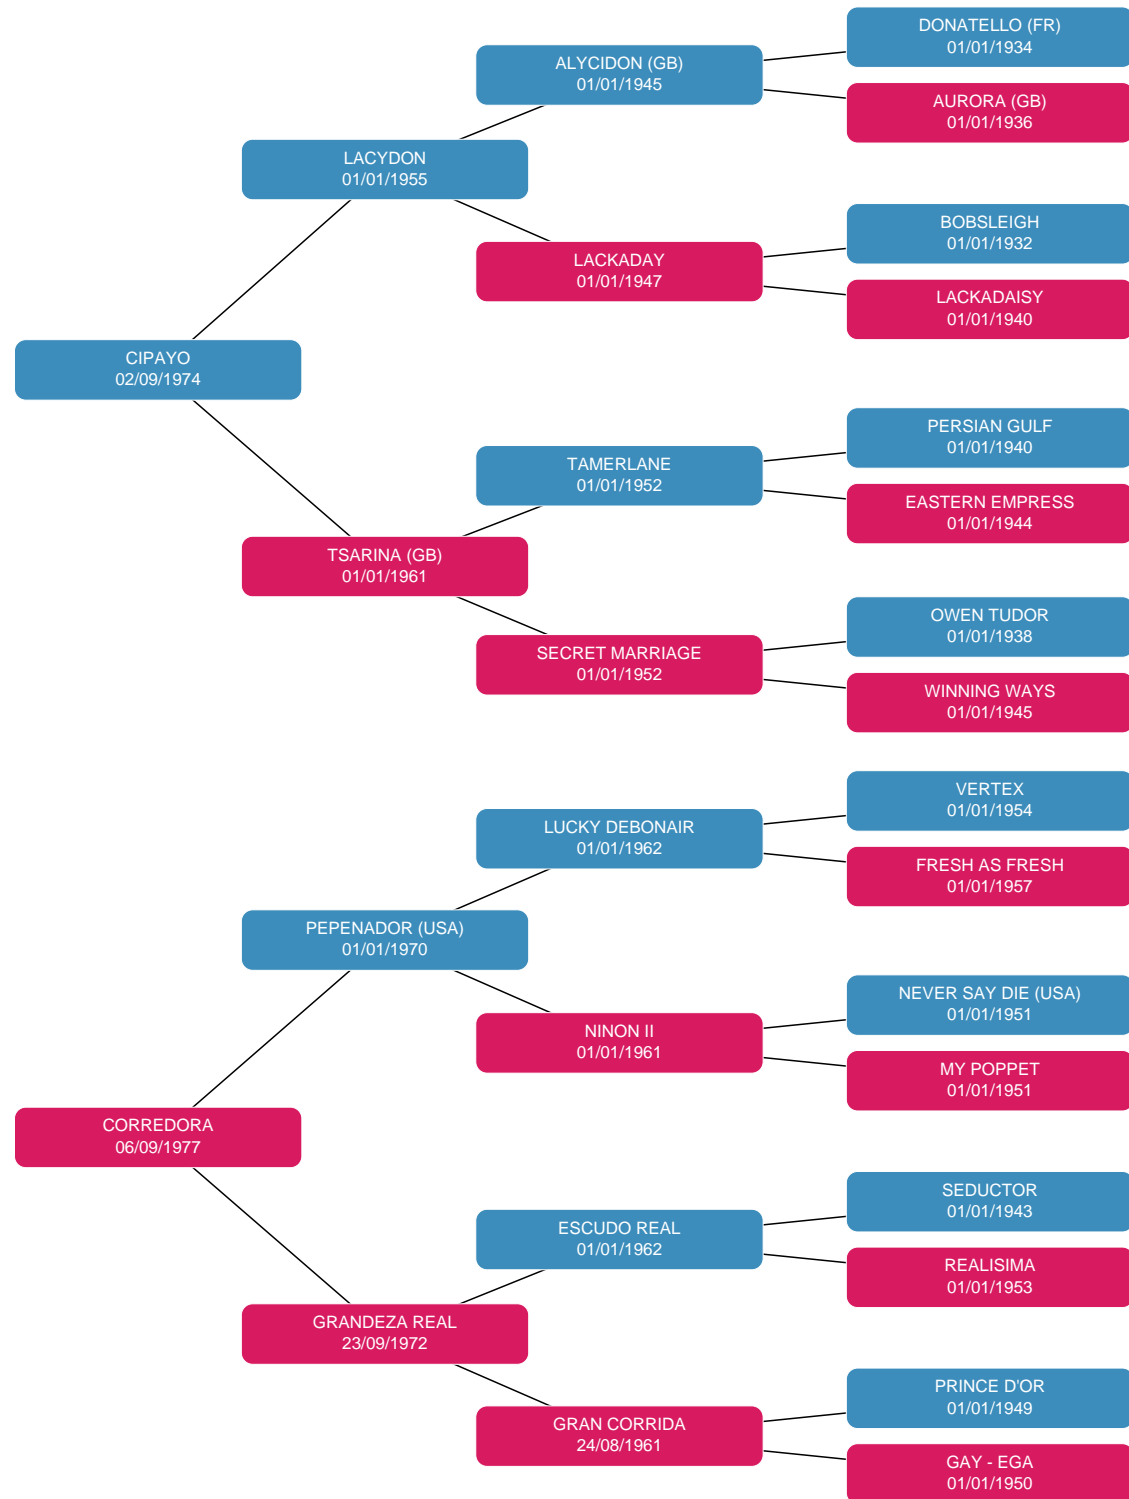 DONATELLO (FR)
01/01/1934
ALYCIDON (GB)
01/01/1945
AURORA (GB)
01/01/1936
LACYDON
01/01/1955
BOBSLEIGH
01/01/1932
LACKADAY
01/01/1947
LACKADAISY
01/01/1940
CIPAYO
02/09/1974
PERSIAN GULF
01/01/1940
TAMERLANE
01/01/1952
EASTERN EMPRESS
01/01/1944
TSARINA (GB)
01/01/1961
OWEN TUDOR
01/01/1938
SECRET MARRIAGE
01/01/1952
WINNING WAYS
01/01/1945
VERTEX
01/01/1954
LUCKY DEBONAIR
01/01/1962
FRESH AS FRESH
01/01/1957
PEPENADOR (USA)
01/01/1970
NEVER SAY DIE (USA)
01/01/1951
NINON II
01/01/1961
MY POPPET
01/01/1951
CORREDORA
06/09/1977
SEDUCTOR
01/01/1943
ESCUDO REAL
01/01/1962
REALISIMA
01/01/1953
GRANDEZA REAL
23/09/1972
PRINCE D'OR
01/01/1949
GRAN CORRIDA
24/08/1961
GAY - EGA
01/01/1950